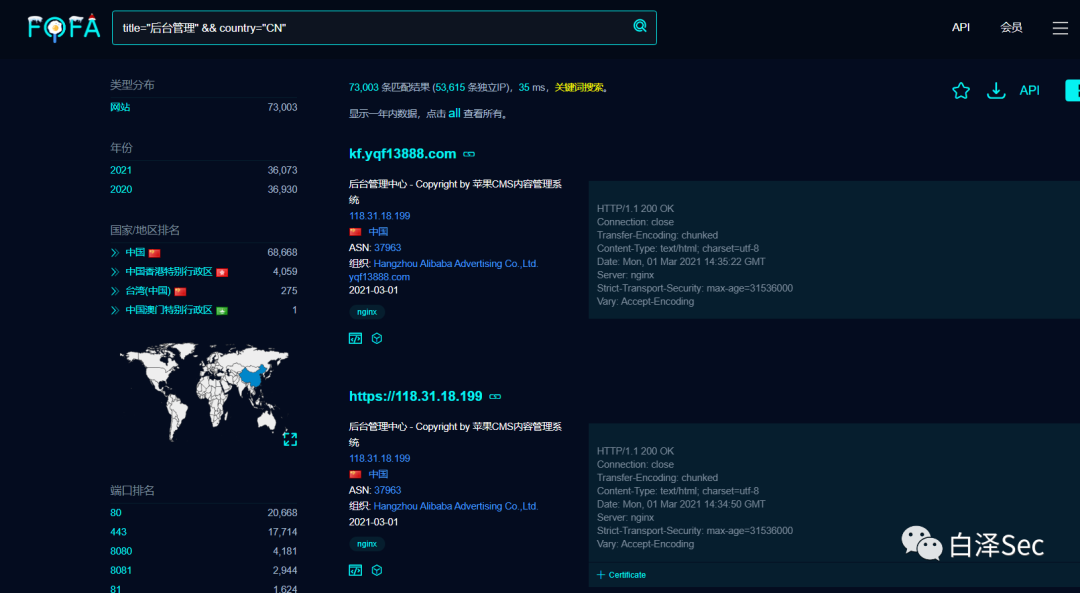 FOFA
title="后台管理" && country="CN"
API
会员
类型分布
网站 73,003
年份
2021 36,073
2020 36,930
国家/地区排名
中国 68,668
中国香港特别行政区 4,059
台湾(中国) 275
中国澳门特别行政区 1
端口排名
80 20,668
443 17,714
8080 4,181
8081 2,944
81 1,624
73,003 条匹配结果 (53,615 条独立IP)， 35 ms， 关键词搜索。
显示一年内数据，点击 all 查看所有。
API
kf.yqf13888.com
后台管理中心 - Copyright by 苹果CMS内容管理系
统
118.31.18.199
中国
ASN: 37963
组织: Hangzhou Alibaba Advertising Co.,Ltd.
yqf13888.com
2021-03-01
nginx
HTTP/1.1 200 OK
Connection: close
Transfer-Encoding: chunked
Content-Type: text/html; charset=utf-8
Date: Mon, 01 Mar 2021 14:35:22 GMT
Server: nginx
Strict-Transport-Security: max-age=31536000
Vary: Accept-Encoding
https://118.31.18.199
后台管理中心 - Copyright by 苹果CMS内容管理系
统
118.31.18.199
中国
ASN: 37963
组织: Hangzhou Alibaba Advertising Co.,Ltd.
2021-03-01
nginx
HTTP/1.1 200 OK
Connection: close
Transfer-Encoding: chunked
Content-Type: text/html; charset=utf-8
Date: Mon, 01 Mar 2021 14:34:50 GMT
Server: nginx
Strict-Transport-Security: max-age=31536000
Vary: Accept-Encoding
Certificate
白泽Sec